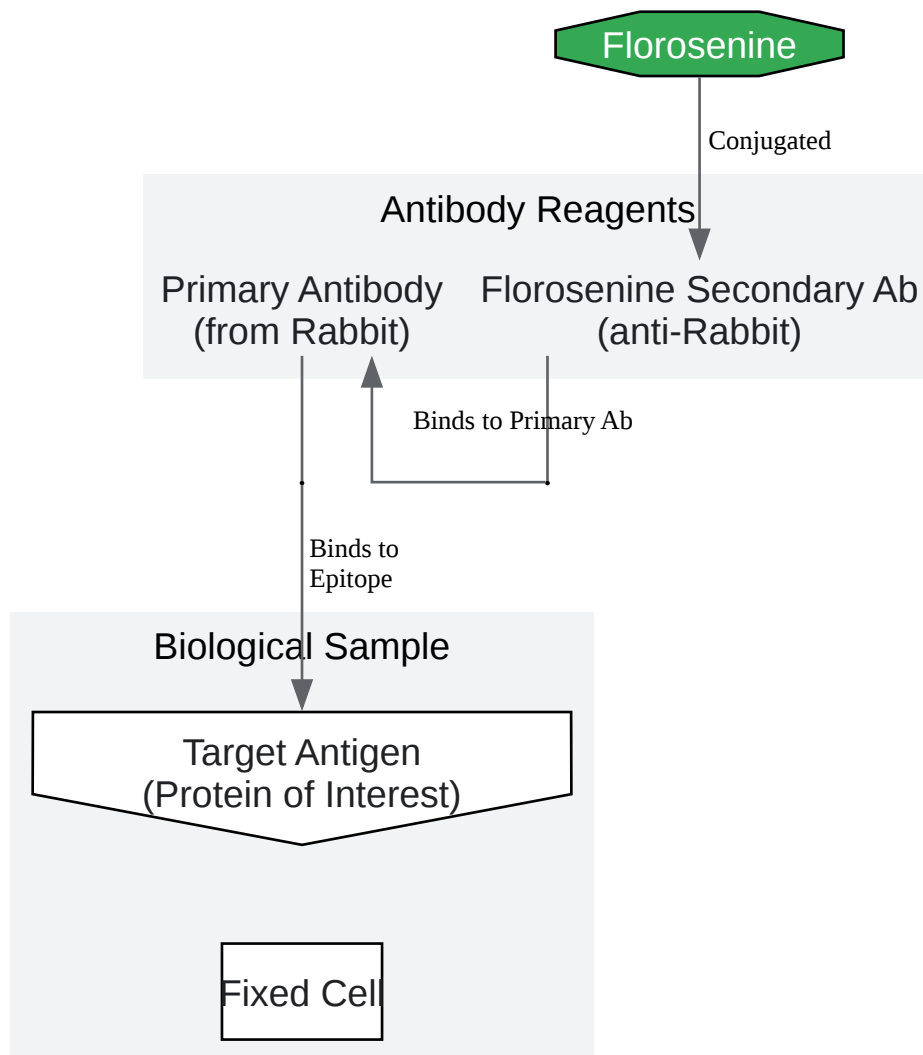 Florosenine
Conjugated
Antibody Reagents
Primary Antibody
(from Rabbit)
Florosenine Secondary Ab
(anti-Rabbit)
Binds to Primary Ab
Binds to
Epitope
Biological Sample
Target Antigen
(Protein of Interest)
Fixed Cell